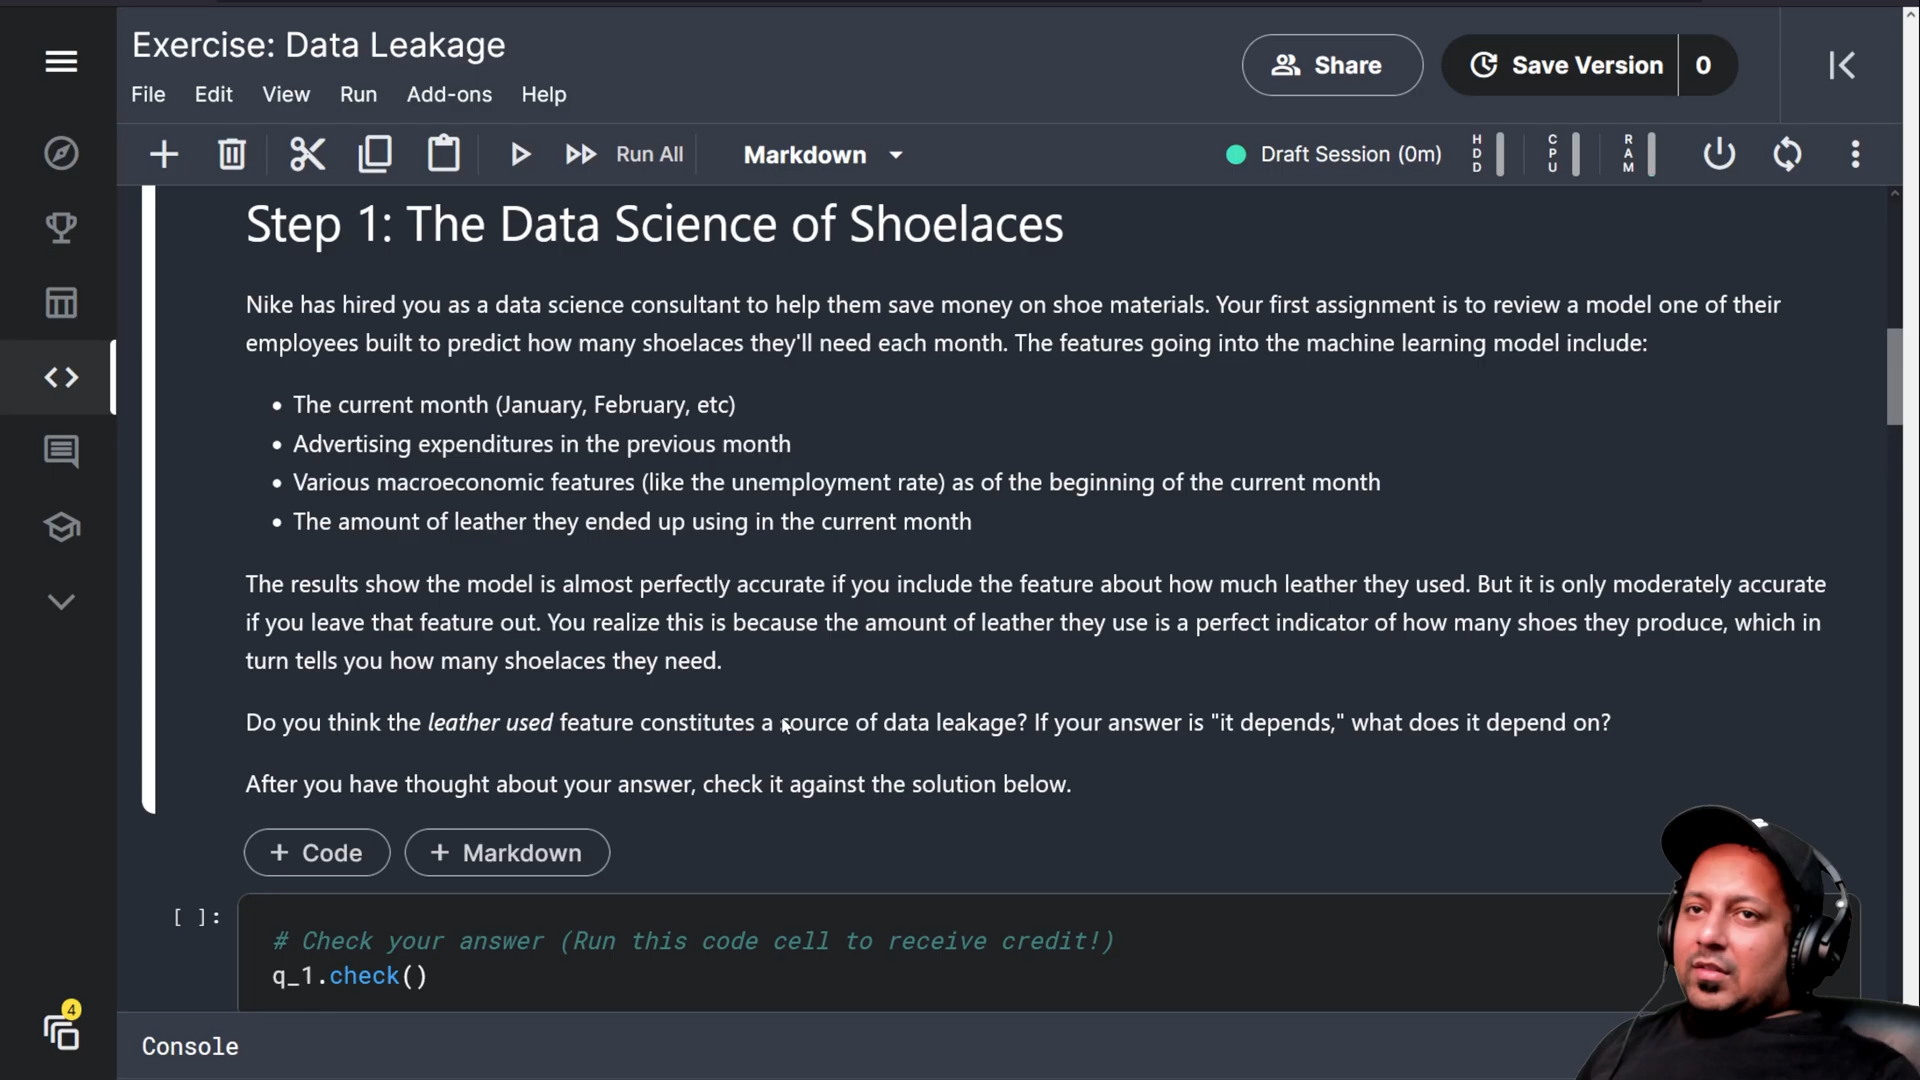 Exercise: Data Leakage
File Edit View Run Add-ons Help
Share
Save Version 0
Run All
Markdown
Draft Session (0m)
HDD
CPU
RAM
Step 1: The Data Science of Shoelaces
Nike has hired you as a data science consultant to help them save money on shoe materials. Your first assignment is to review a model one of their
employees built to predict how many shoelaces they'll need each month. The features going into the machine learning model include:
• The current month (January, February, etc)
• Advertising expenditures in the previous month
• Various macroeconomic features (like the unemployment rate) as of the beginning of the current month
• The amount of leather they ended up using in the current month
The results show the model is almost perfectly accurate if you include the feature about how much leather they used. But it is only moderately accurate
if you leave that feature out. You realize this is because the amount of leather they use is a perfect indicator of how many shoes they produce, which in
turn tells you how many shoelaces they need.
Do you think the leather used feature constitutes a source of data leakage? If your answer is "it depends," what does it depend on?
After you have thought about your answer, check it against the solution below.
+ Code + Markdown
[ ]:
# Check your answer (Run this code cell to receive credit!)
q_1.check()
4
Console